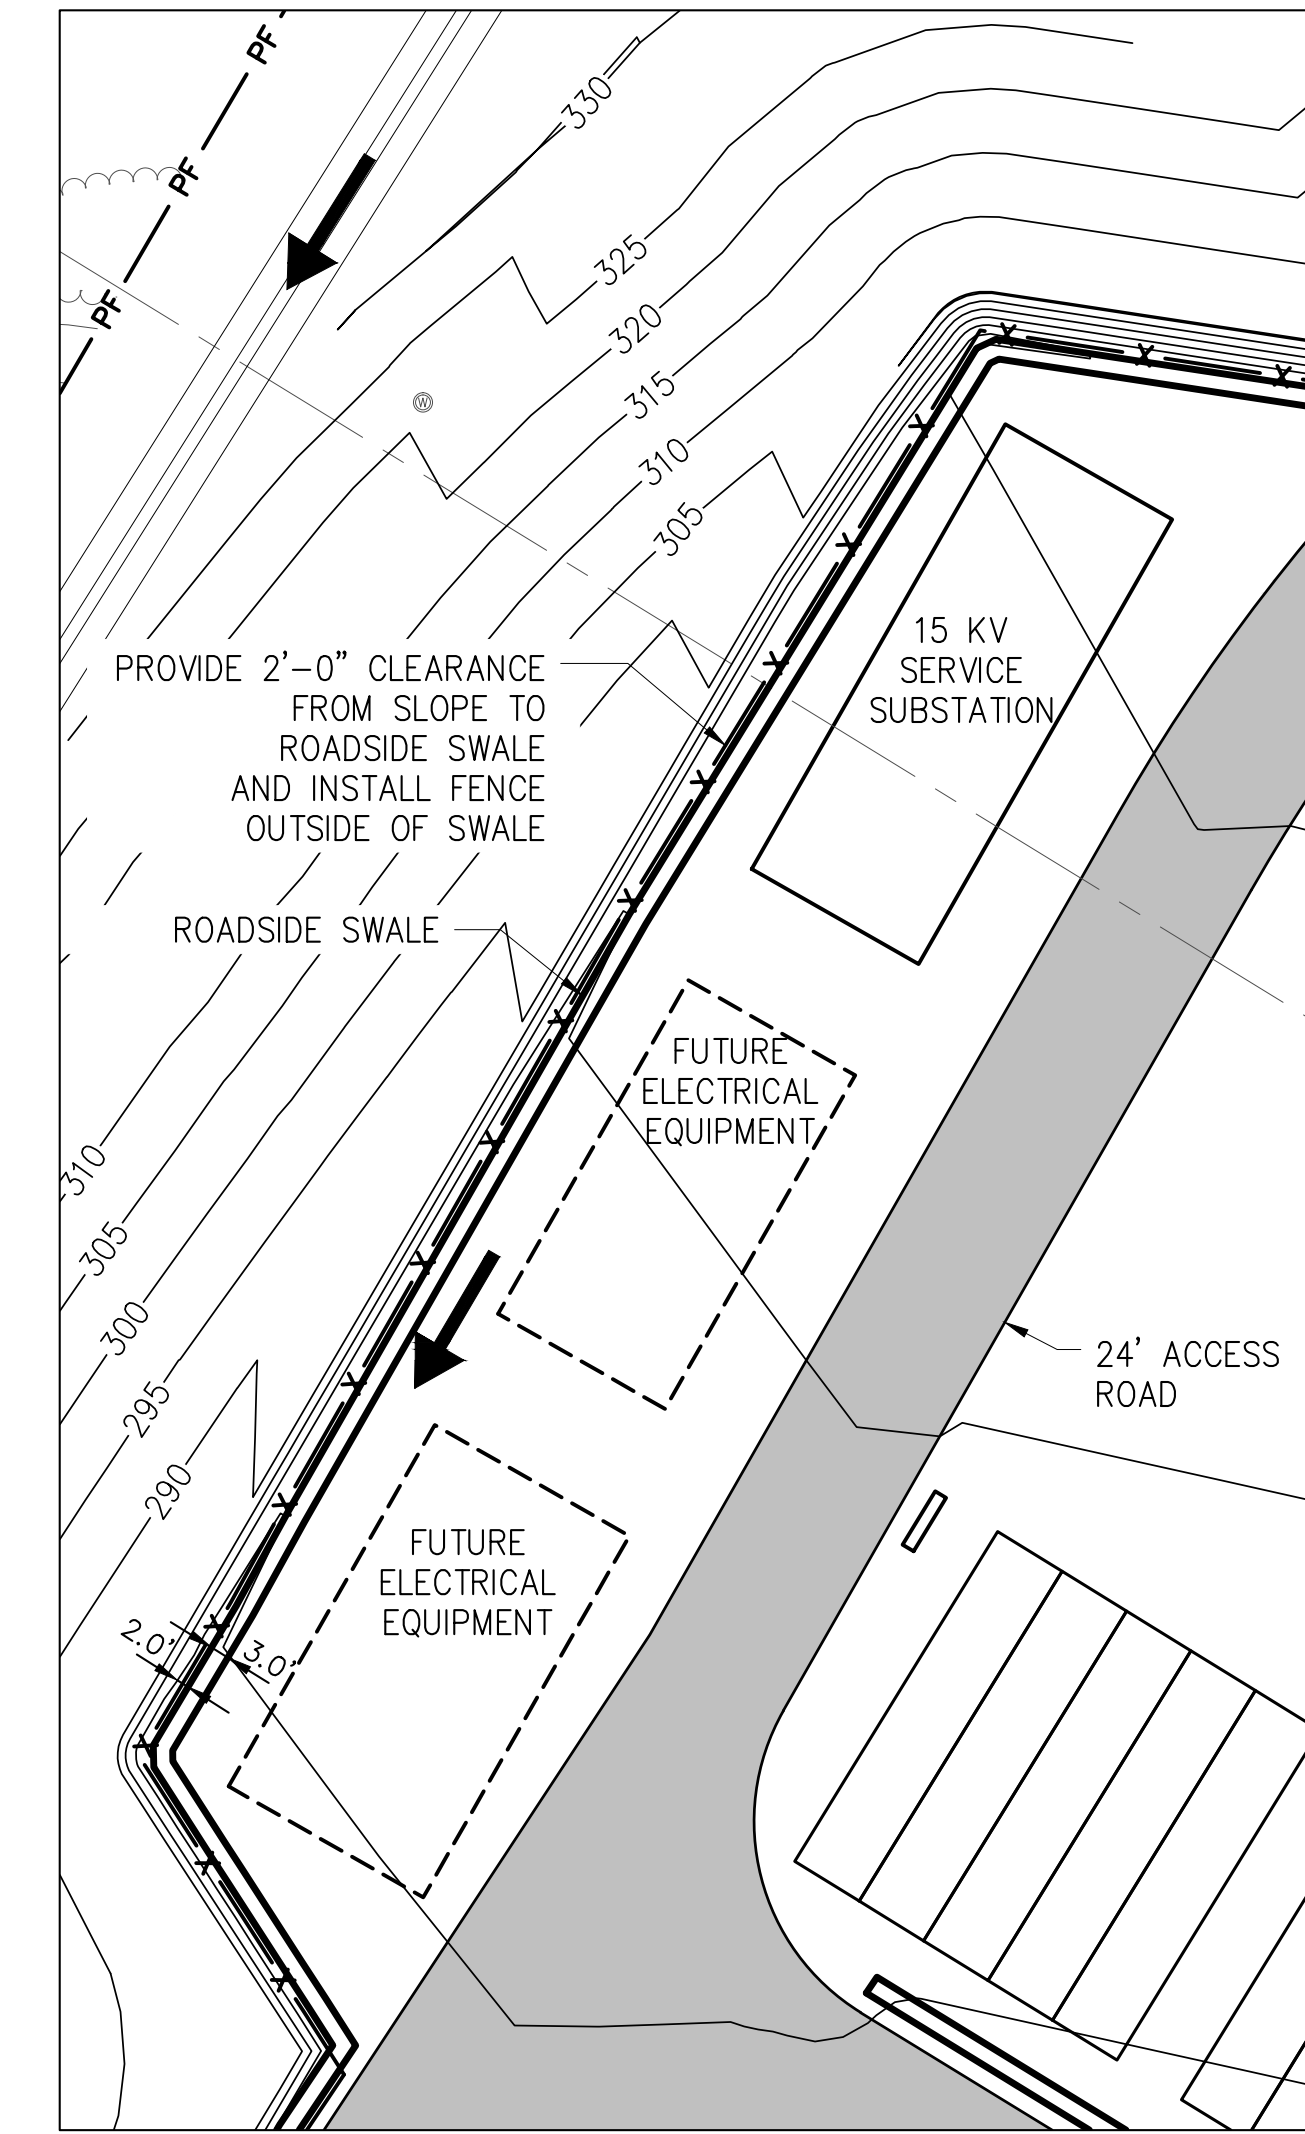 PF
PF
PF
330
325
320
315
310
305
W
15 KV
SERVICE
SUBSTATION
PROVIDE 2'-0" CLEARANCE
FROM SLOPE TO
ROADSIDE SWALE
AND INSTALL FENCE
OUTSIDE OF SWALE
ROADSIDE SWALE
FUTURE
ELECTRICAL
EQUIPMENT
310
305
300
295
290
24' ACCESS
ROAD
FUTURE
ELECTRICAL
EQUIPMENT
2.0'
3.0'